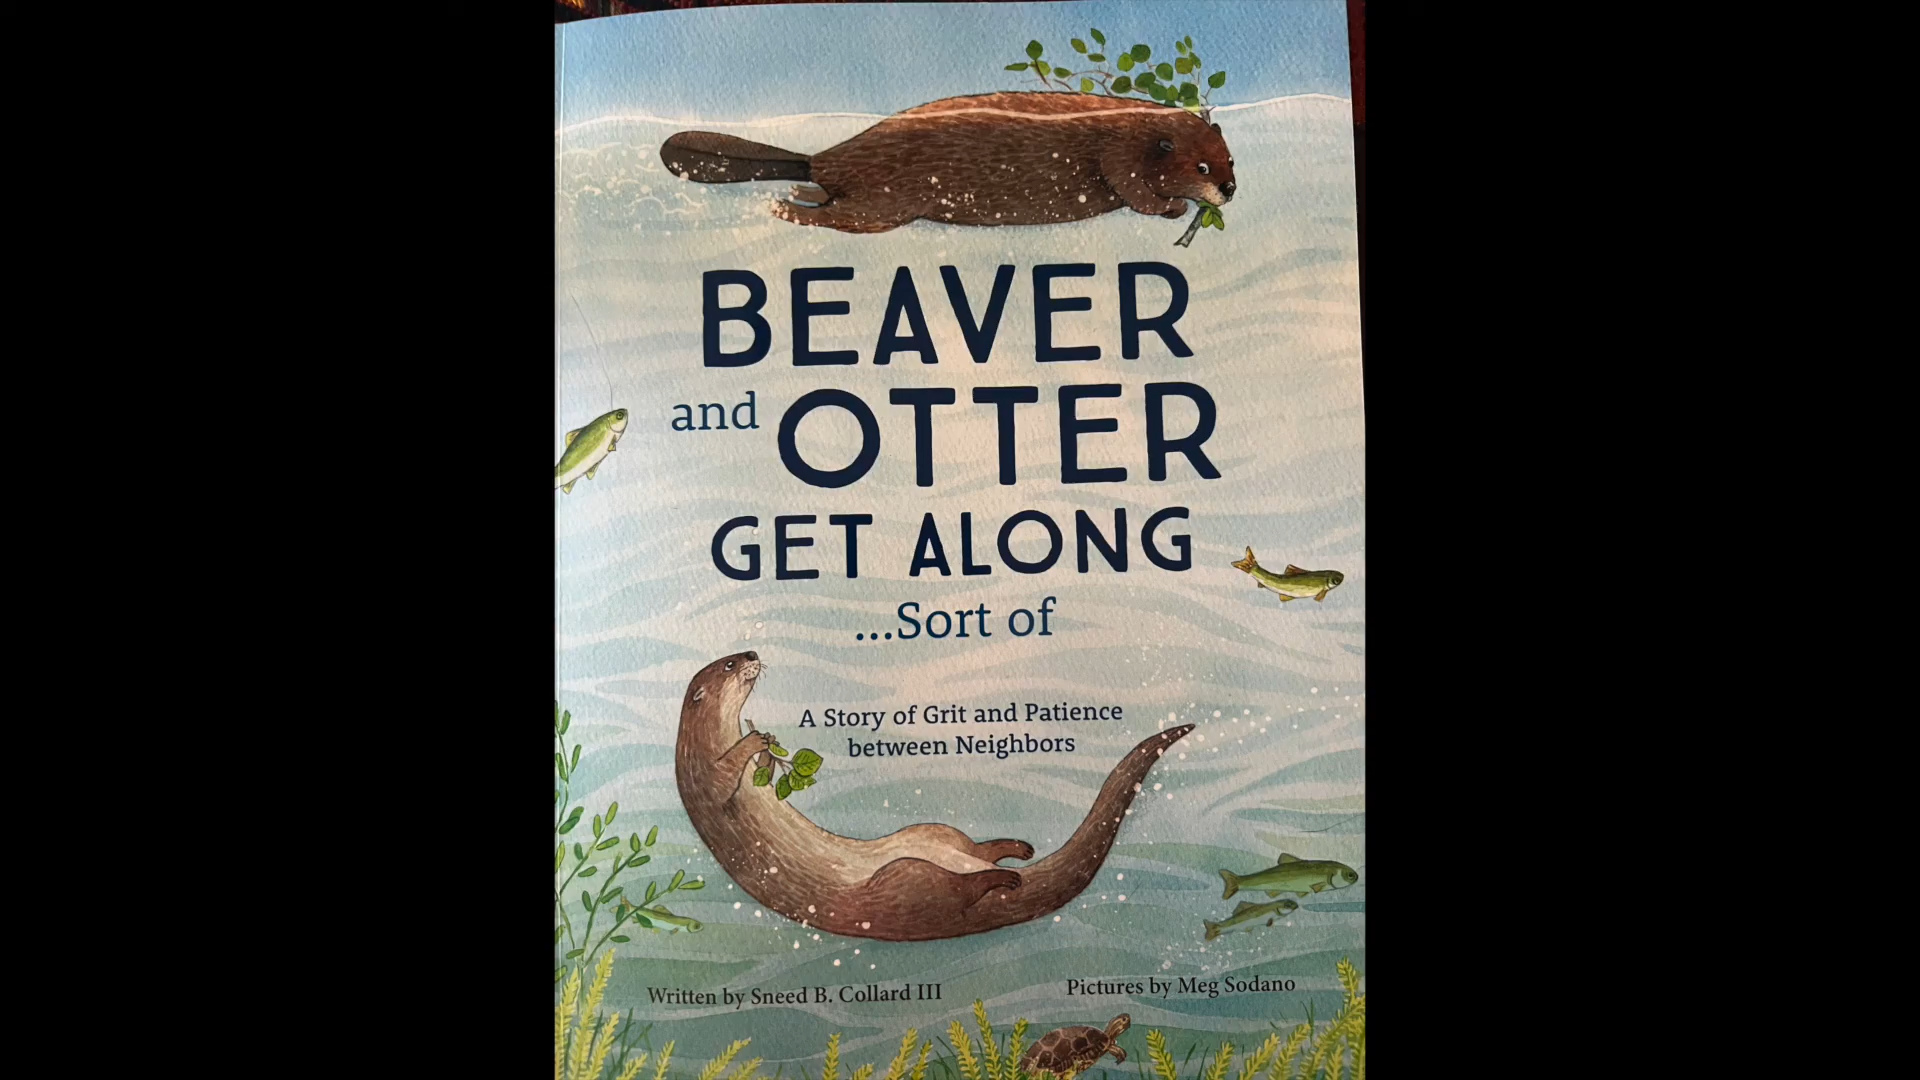 BEAVER
and OTTER
GET ALONG
...Sort of
A Story of Grit and Patience
between Neighbors
Written by Sneed B. Collard III
Pictures by Meg Sodano